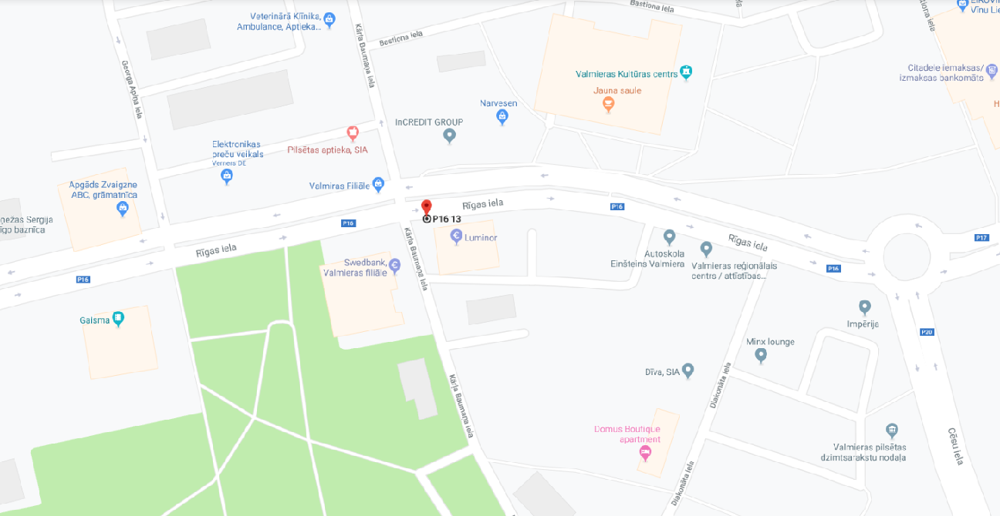 Bastiona iela
EIROVīn
Vīnu Lie
Veterinārā Klīnika,
Ambulance, Aptieka...
Kārļa Baumaņa iela
Bastiona iela
Georga Apiņa iela
Valmieras Kultūras centrs
Citadele iemaksas/
izmaksas bankomāts
Jauna saule
Narvesen
InCREDIT GROUP
Pilsētas aptieka, SIA
Elektronikas
preču veikals
Verners DE
Apgāds Zvaigzne
ABC, grāmatnīca
Valmiras Filiāle
Rīgas iela
P16
P16 13
P16
Luminor
Rīgas iela
P17
Rīgas iela
Kārļa Baumaņa iela
Swedbank,
Valmieras filiāle
Autoskola
Einšteins Valmiera
Valmieras reģionālais
centrs / attīstības...
P16
P16
Gaisma
Impērija
P20
Minx lounge
Dīva, SIA
Diakonāta iela
Kārļa Baumaņa iela
Domus Boutique
apartment
Valmieras pilsētas
dzimtsarakstu nodaļa
Cēsu iela
Diakonāta iela